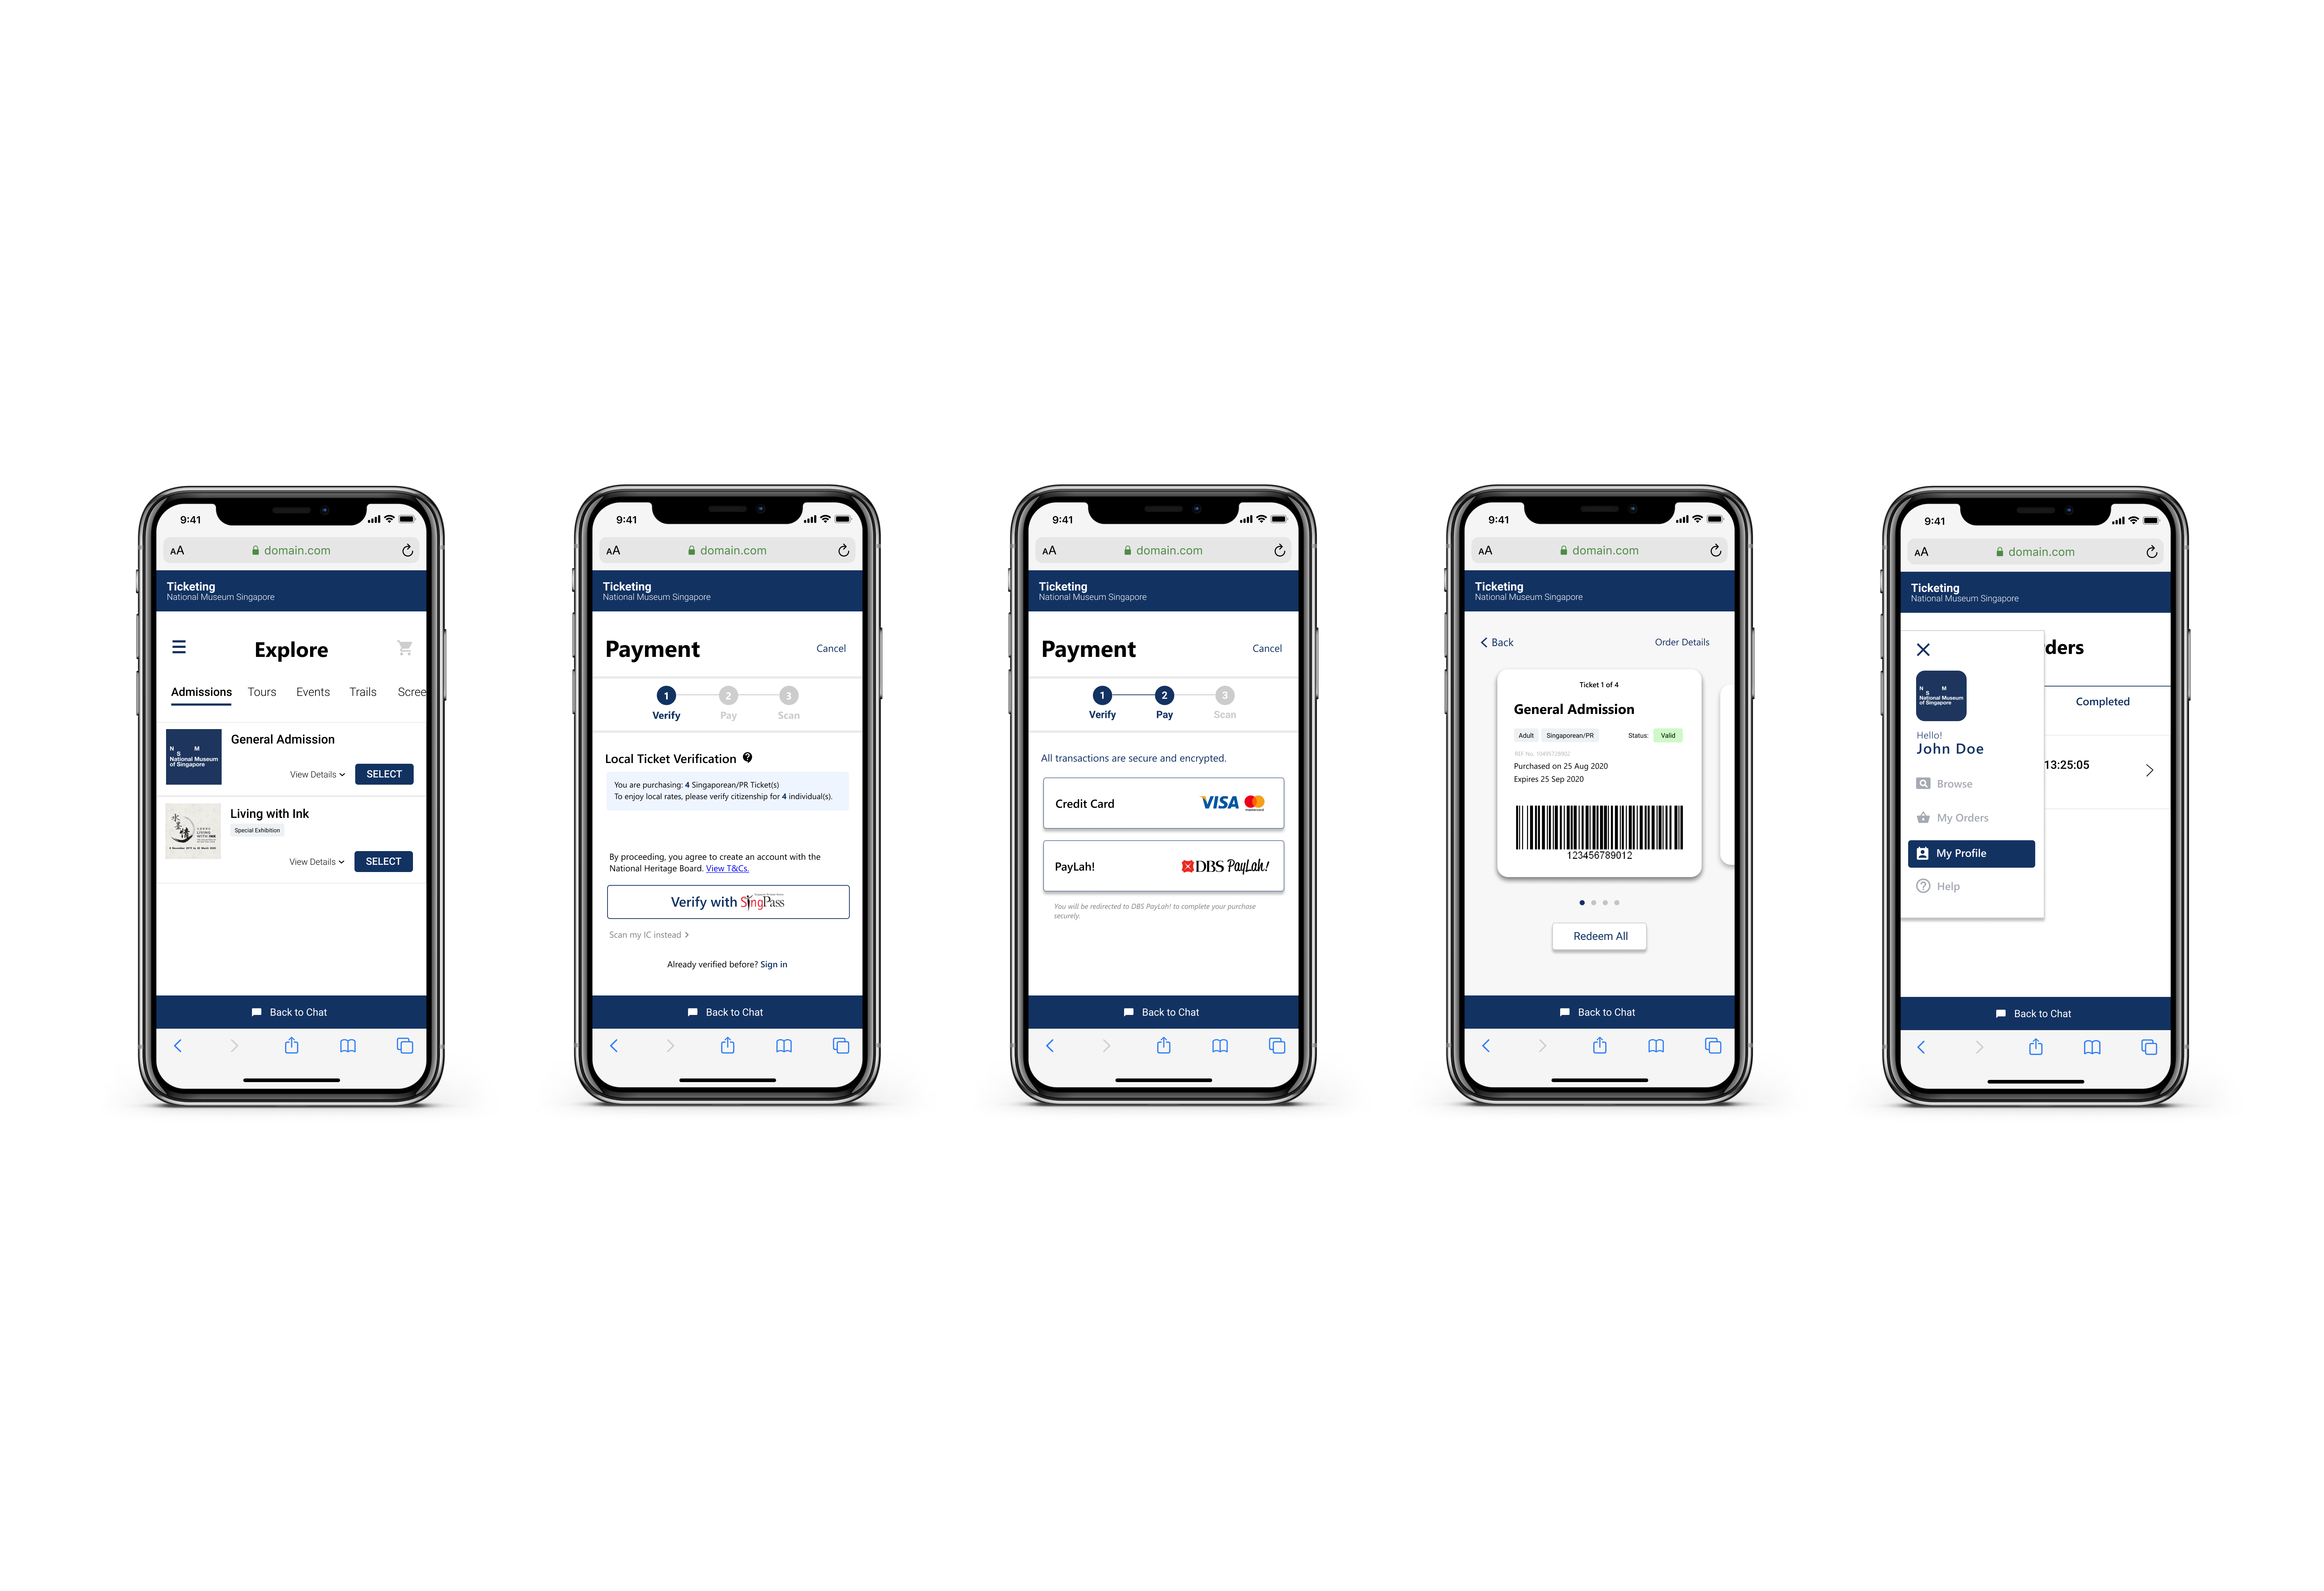 9:41
AA
domain.com
Ticketing
National Museum Singapore
Explore
Admissions Tours Events Trails Scree
N M
S
National Museum
of Singapore
General Admission
View Details
SELECT
水墨情
LIVING
WITH INK
Living with Ink
Special Exhibition
View Details
SELECT
Back to Chat
9:41
AA
domain.com
Ticketing
National Museum Singapore
Payment
Cancel
1 2 3
Verify Pay Scan
Local Ticket Verification ?
You are purchasing: 4 Singaporean/PR Ticket(s)
To enjoy local rates, please verify citizenship for 4 individual(s).
By proceeding, you agree to create an account with the
National Heritage Board. View T&Cs.
Verify with SingPass
Scan my IC instead >
Already verified before? Sign in
Back to Chat
9:41
AA
domain.com
Ticketing
National Museum Singapore
Payment
Cancel
1 2 3
Verify Pay Scan
All transactions are secure and encrypted.
Credit Card VISA mastercard
PayLah! DBS PayLah!
You will be redirected to DBS PayLah! to complete your purchase
securely.
Back to Chat
9:41
AA
domain.com
Ticketing
National Museum Singapore
< Back
Order Details
Ticket 1 of 4
General Admission
Adult Singaporean/PR Status: Valid
REF No. 10495728002
Purchased on 25 Aug 2020
Expires 25 Sep 2020
123456789012
Redeem All
Back to Chat
9:41
AA
domain.com
Ticketing
National Museum Singapore
ders
Completed
13:25:05
N M
S
National Museum
of Singapore
Hello!
John Doe
Browse
My Orders
My Profile
Help
Back to Chat